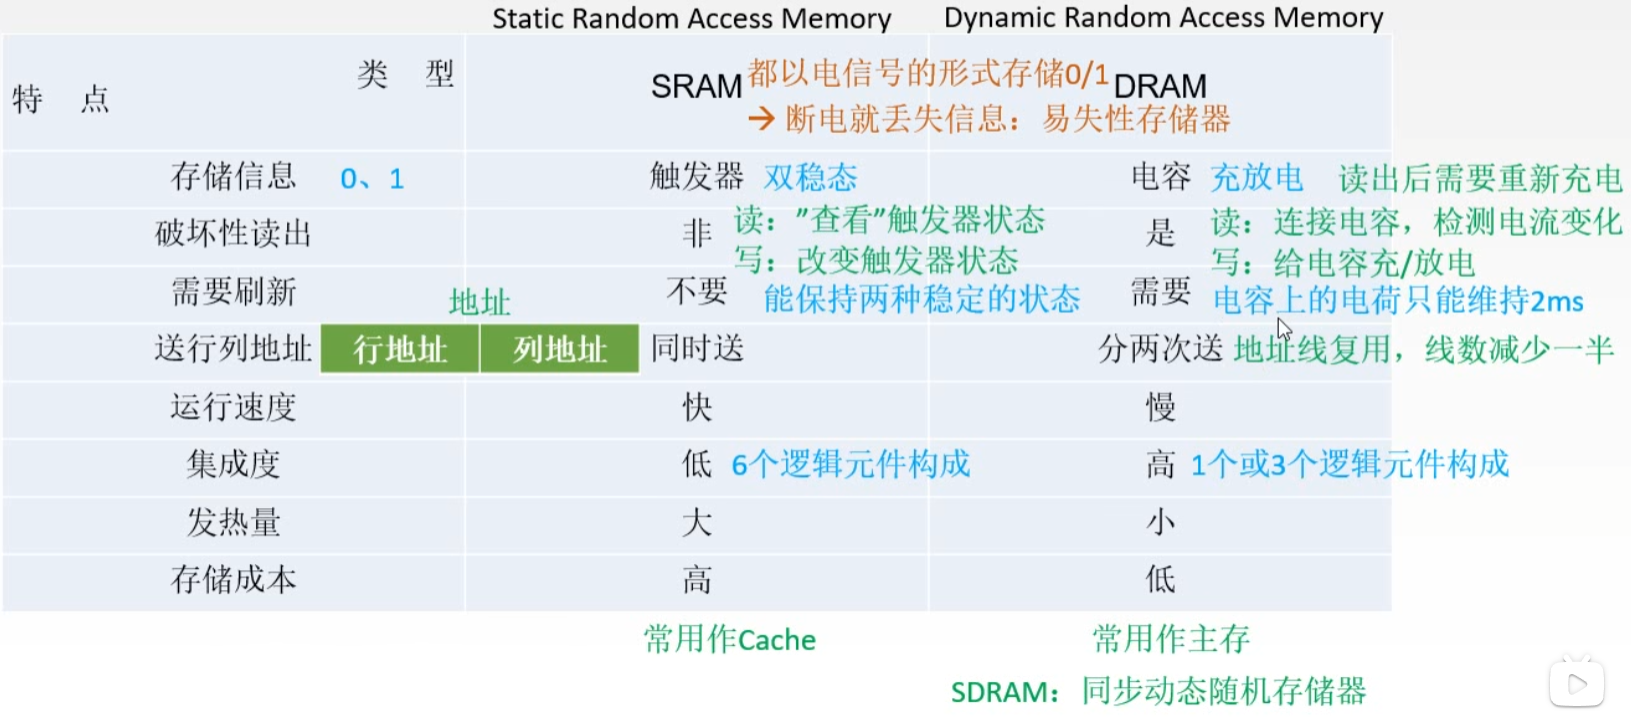 Static Random Access Memory Dynamic Random Access Memory
类 型
特 点
SRAM 都以电信号的形式存储0/1 DRAM
→ 断电就丢失信息：易失性存储器
存储信息 0、1 触发器 双稳态 电容 充放电 读出后需要重新充电
破坏性读出 非 读："查看"触发器状态 是 读：连接电容，检测电流变化
写：改变触发器状态 写：给电容充/放电
需要刷新 不要 能保持两种稳定的状态 需要 电容上的电荷只能维持2ms
地址
送行列地址 行地址 列地址 同时送 分两次送 地址线复用，线数减少一半
运行速度 快 慢
集成度 低 6个逻辑元件构成 高 1个或3个逻辑元件构成
发热量 大 小
存储成本 高 低
常用作Cache 常用作主存
SDRAM：同步动态随机存储器